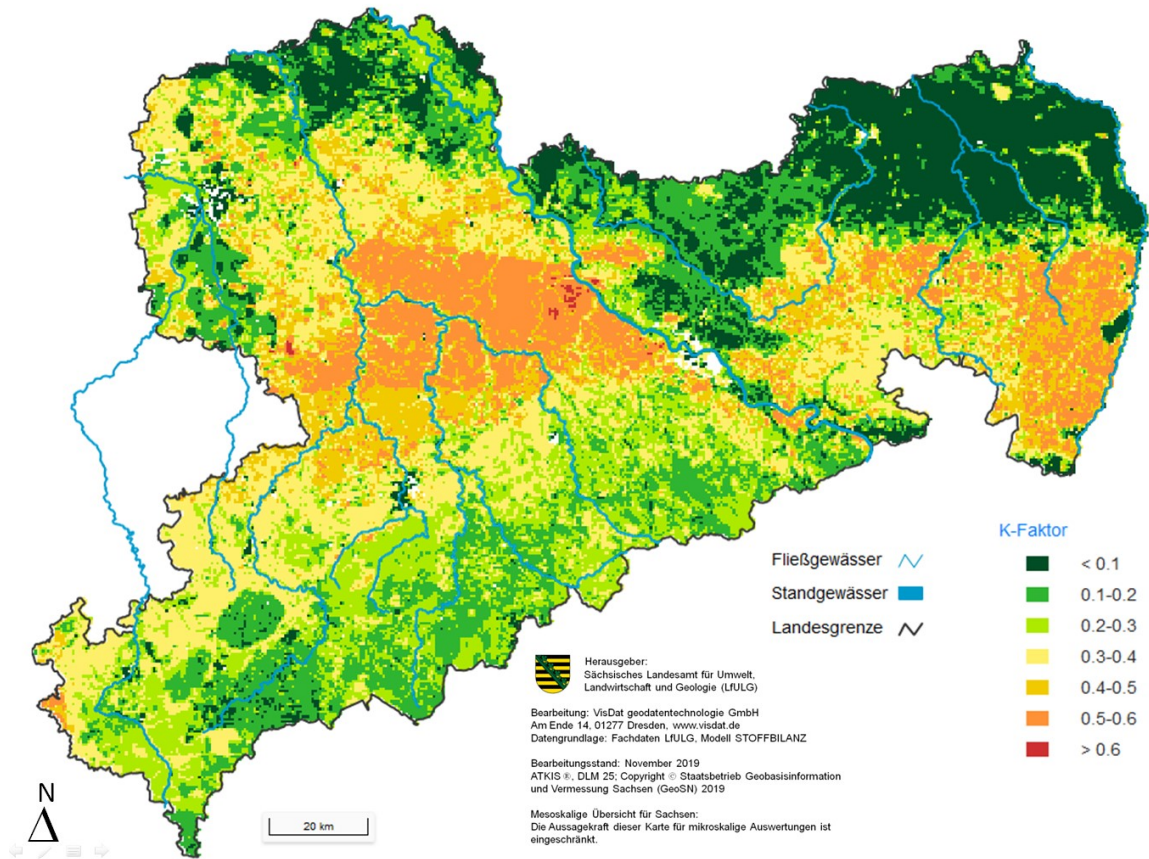 K-Faktor
Fließgewässer
Standgewässer
Landesgrenze
< 0.1
0.1-0.2
0.2-0.3
0.3-0.4
0.4-0.5
0.5-0.6
> 0.6
Herausgeber:
Sächsisches Landesamt für Umwelt,
Landwirtschaft und Geologie (LfULG)
Bearbeitung: VisDat geodatentechnologie GmbH
Am Ende 14, 01277 Dresden, www.visdat.de
Datengrundlage: Fachdaten LfULG, Modell STOFFBILANZ
Bearbeitungsstand: November 2019
ATKIS ®, DLM 25; Copyright © Staatsbetrieb Geobasisinformation
und Vermessung Sachsen (GeoSN) 2019
Mesoskalige Übersicht für Sachsen:
Die Aussagekraft dieser Karte für mikroskalige Auswertungen ist
eingeschränkt.
N
20 km